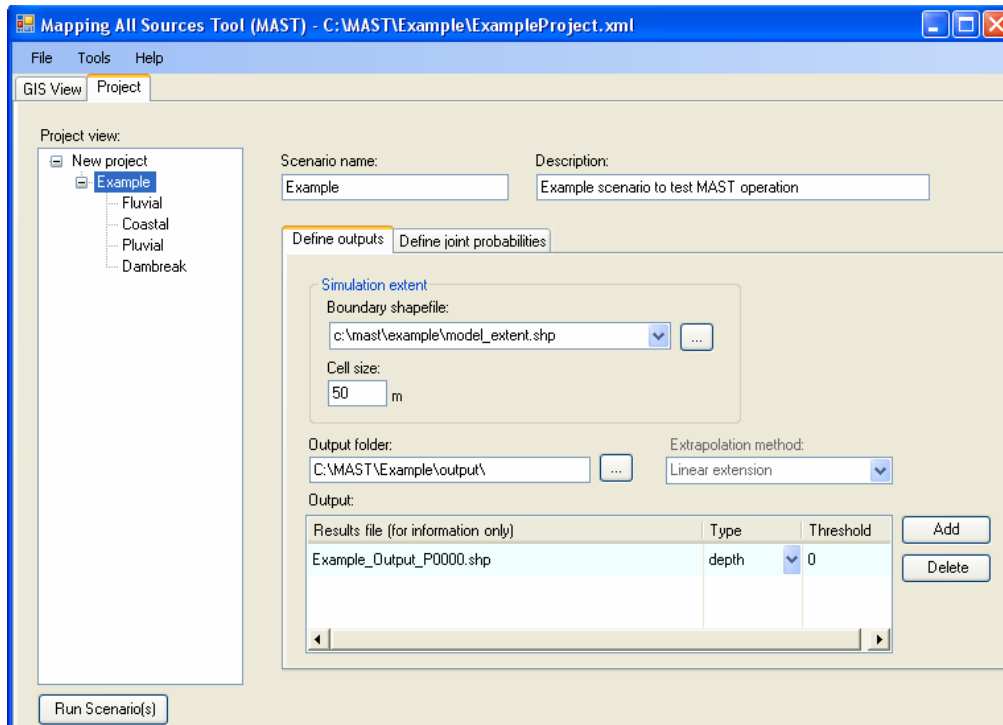 Mapping All Sources Tool (MAST) - C:\MAST\Example\ExampleProject.xml
File Tools Help
GIS View Project
Project view:
New project
Example
Fluvial
Coastal
Pluvial
Dambreak
Scenario name: Description:
Example Example scenario to test MAST operation
Define outputs Define joint probabilities
Simulation extent
Boundary shapefile:
c:\mast\example\model_extent.shp ...
Cell size:
50 m
Output folder: Extrapolation method:
C:\MAST\Example\output\ ... Linear extension
Output:
Results file (for information only) Type Threshold Add
Example_Output_P0000.shp depth 0 Delete
Run Scenario(s)